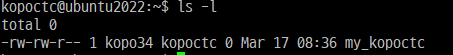 kopoctc@ubuntu2022:~$ ls -l
total 0
-rw-rw-r-- 1 kopo34 kopoctc 0 Mar 17 08:36 my_kopoctc